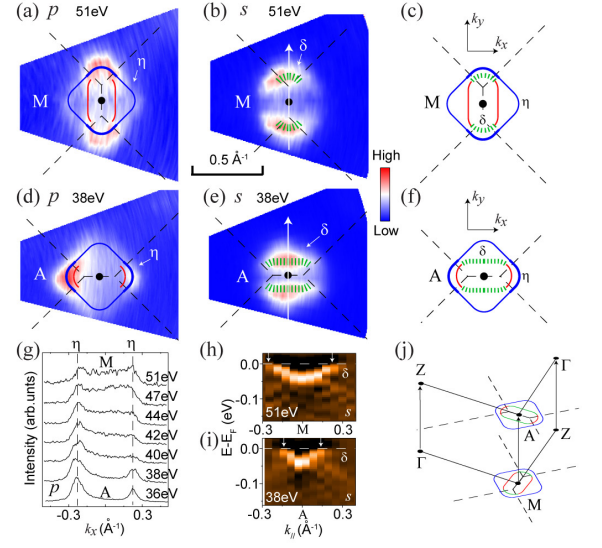 (a) p 51eV
η
M
(b) s 51eV
δ
M
(c)
k_y
k_x
M
δ
η
0.5 Å⁻¹
High
Low
(d) p 38eV
η
A
(e) s 38eV
δ
A
(f)
k_y
k_x
δ
A
η
(g)
η η
M
51eV
47eV
44eV
42eV
40eV
38eV
36eV
p A
Intensity (arb.units)
-0.3 0.3
k_X (Å⁻¹)
(h)
0.0
-0.1
δ
51eV s
-0.3 M 0.3
E-E_F (eV)
(i)
0.0
-0.1
δ
38eV s
-0.3 A 0.3
k_// (Å⁻¹)
(j)
Z Γ
A
Γ Z
M